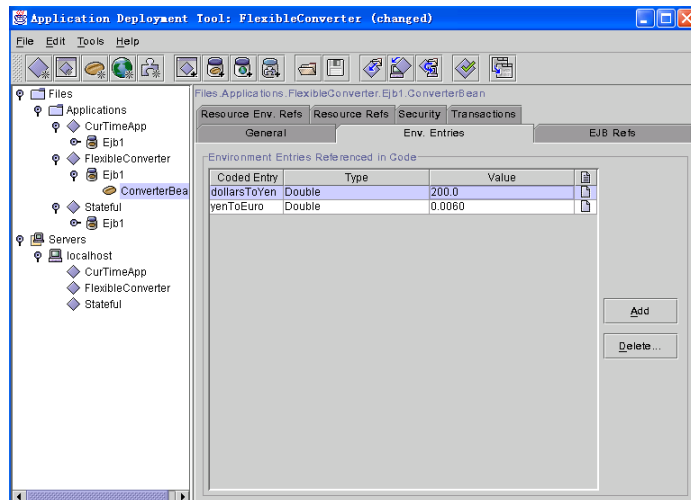 Application Deployment Tool: FlexibleConverter (changed)
File Edit Tools Help
Files
Applications
CurTimeApp
Ejb1
FlexibleConverter
Ejb1
ConverterBea
Stateful
Ejb1
Servers
localhost
CurTimeApp
FlexibleConverter
Stateful
Files.Applications.FlexibleConverter.Ejb1.ConverterBean
Resource Env. Refs Resource Refs Security Transactions
General Env. Entries EJB Refs
Environment Entries Referenced in Code
Coded Entry Type Value
dollarsToYen Double 200.0
yenToEuro Double 0.0060
Add
Delete...